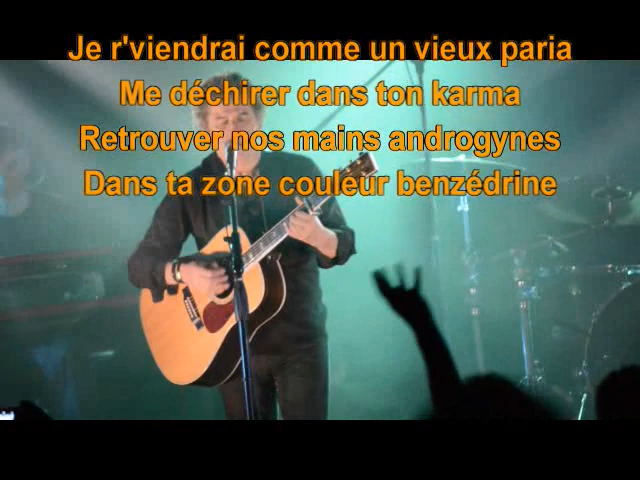 Je r'viendrai comme un vieux paria
Me déchirer dans ton karma
Retrouver nos mains androgynes
Dans ta zone couleur benzédrine